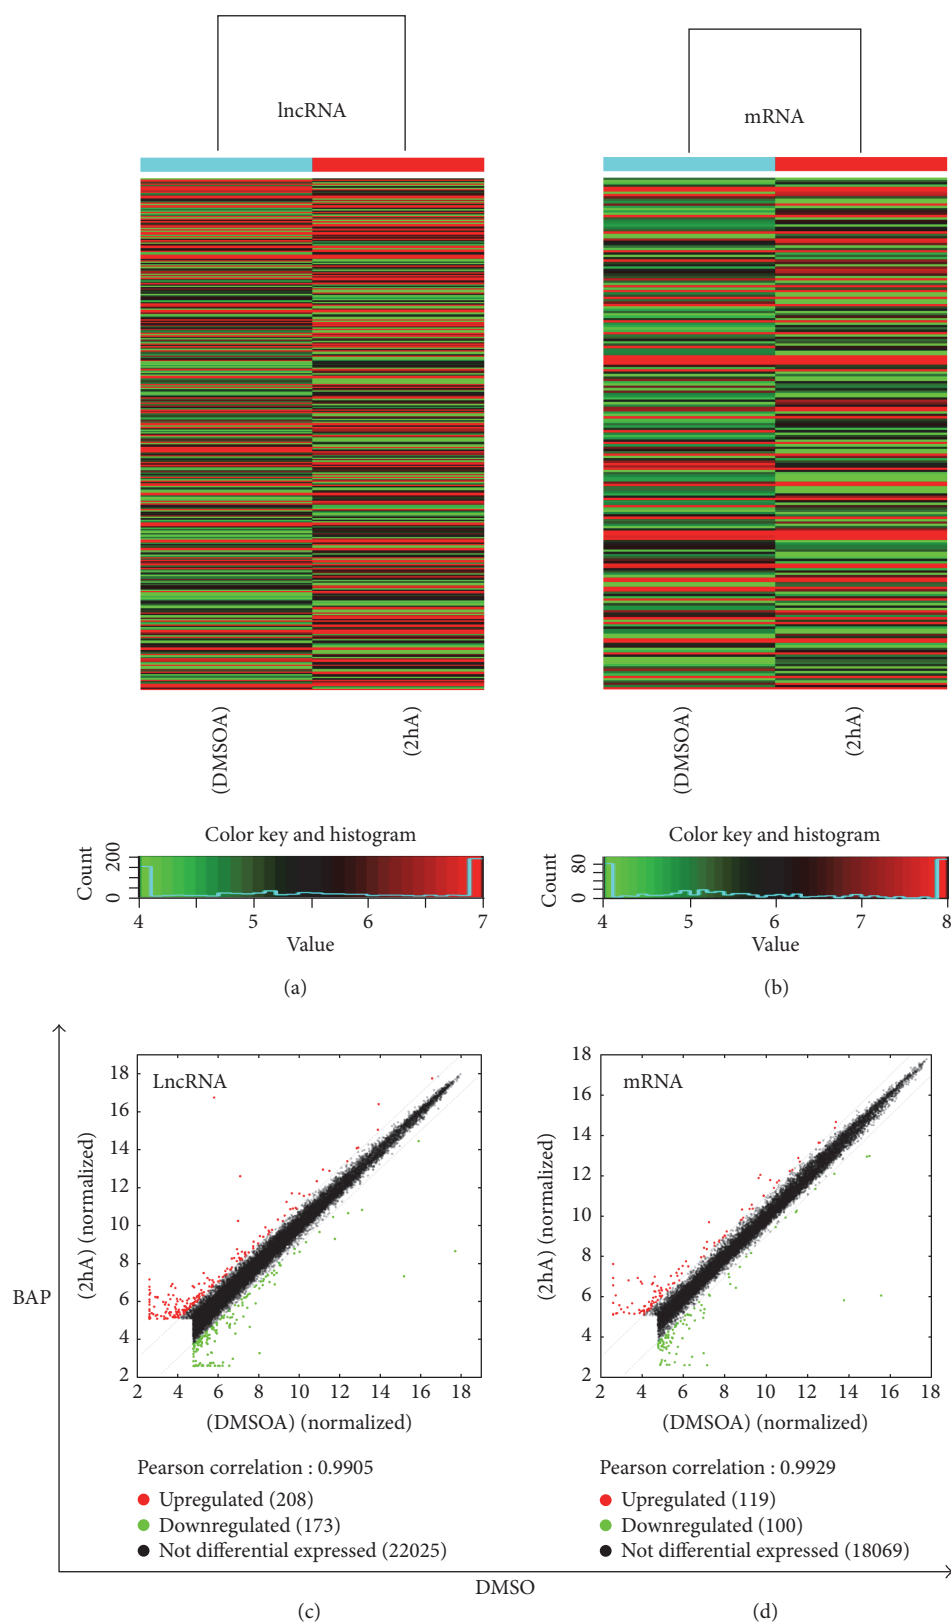 lncRNA
mRNA
(DMSOA)
(2hA)
(DMSOA)
(2hA)
Color key and histogram
Count
200
0
4 5 6 7
Value
(a)
Color key and histogram
Count
80
0
4 5 6 7 8
Value
(b)
BAP
LncRNA
(2hA) (normalized)
18
16
14
12
10
8
6
4
2
2 4 6 8 10 12 14 16 18
(DMSOA) (normalized)
Pearson correlation : 0.9905
Upregulated (208)
Downregulated (173)
Not differential expressed (22025)
(c)
mRNA
(2hA) (normalized)
18
16
14
12
10
8
6
4
2
2 4 6 8 10 12 14 16 18
(DMSOA) (normalized)
Pearson correlation : 0.9929
Upregulated (119)
Downregulated (100)
Not differential expressed (18069)
DMSO
(d)